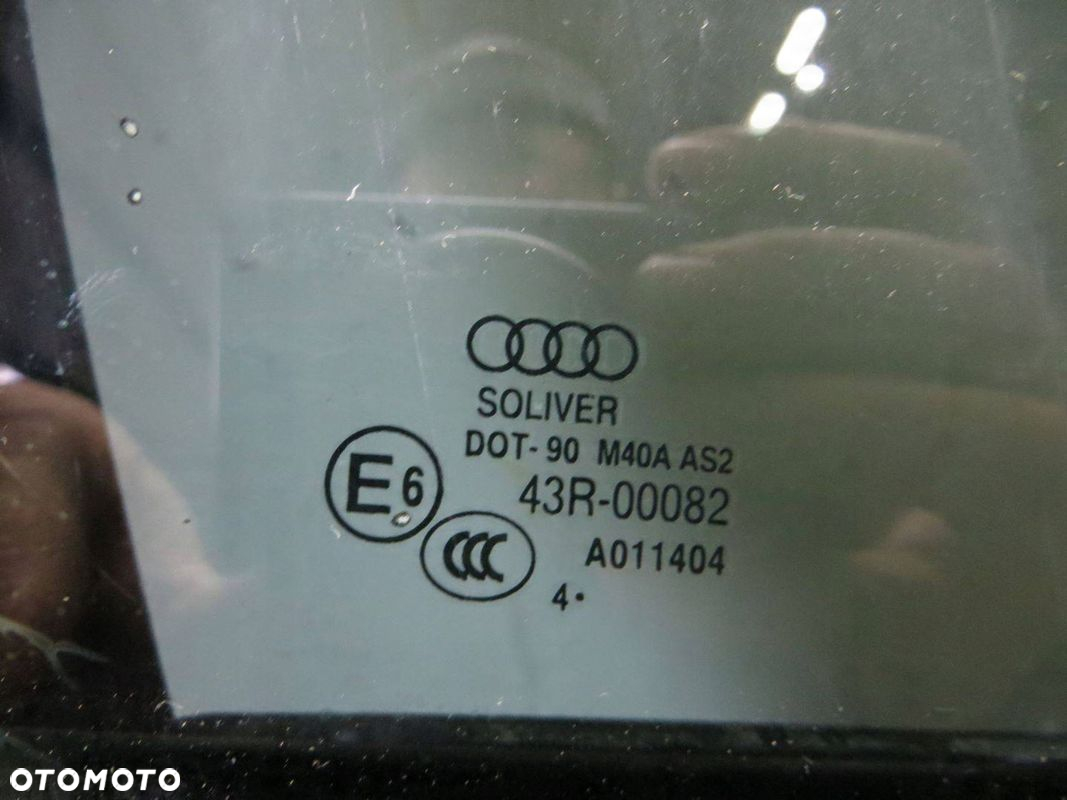 SOLIVER
DOT-90 M40A AS2
E6
43R-00082
CCC
A011404
4•
OTOMOTO